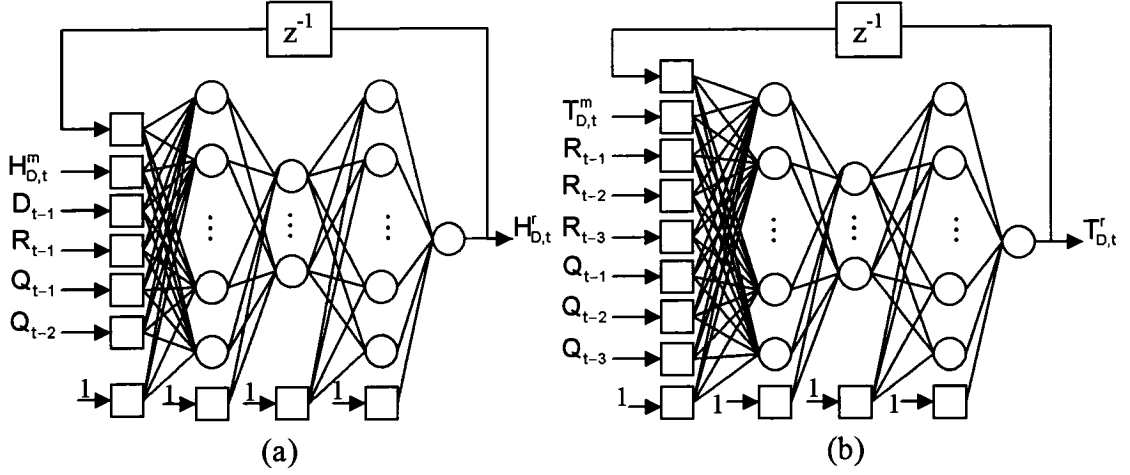 z⁻¹
H^m_{D,t}
D_{t-1}
R_{t-1}
Q_{t-1}
Q_{t-2}
1
1
1
1
H^r_{D,t}
(a)
z⁻¹
T^m_{D,t}
R_{t-1}
R_{t-2}
R_{t-3}
Q_{t-1}
Q_{t-2}
Q_{t-3}
1
1
1
1
T^r_{D,t}
(b)